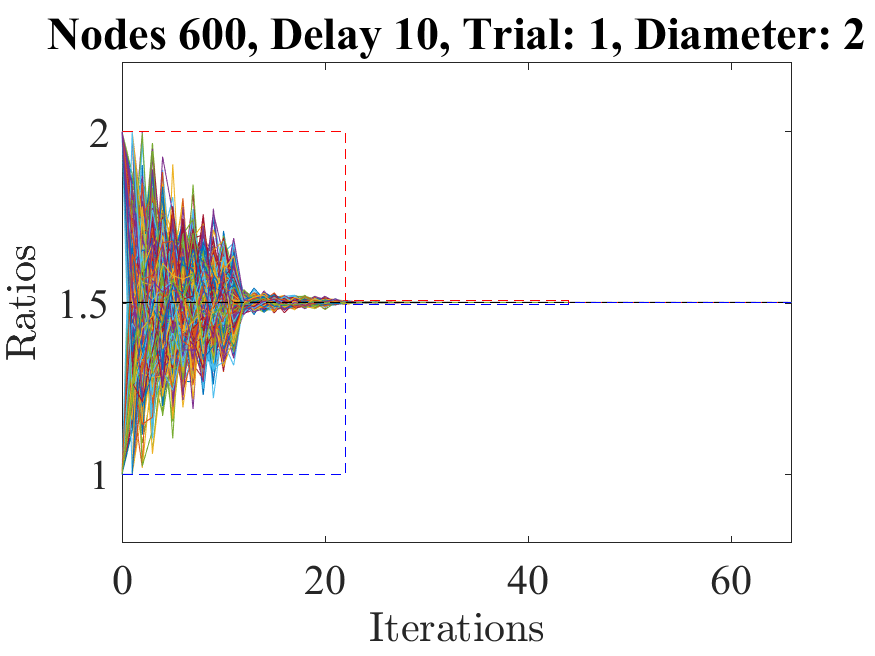 Nodes 600, Delay 10, Trial: 1, Diameter: 2
2
1.5
1
Ratios
0 20 40 60
Iterations